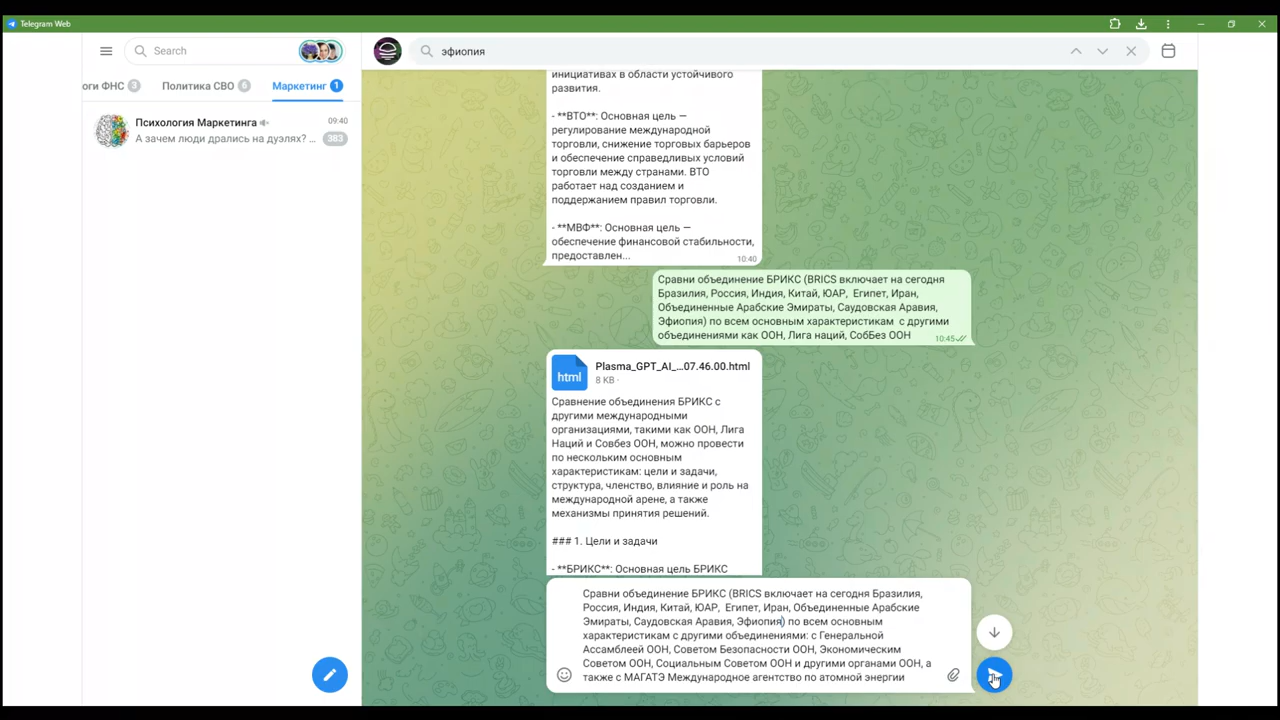 Telegram Web
Search
эфиопия
оги ФНС 3
Политика СВО 6
Маркетинг 1
Психология Маркетинга
09:40
А зачем люди дрались на дуэлях? ...
383
инициативах в области устойчивого
развития.
- **ВТО**: Основная цель —
регулирование международной
торговли, снижение торговых барьеров
и обеспечение справедливых условий
торговли между странами. ВТО
работает над созданием и
поддержанием правил торговли.
- **МВФ**: Основная цель —
обеспечение финансовой стабильности,
предоставлен...
10:40
Сравни объединение БРИКС (BRICS включает на сегодня
Бразилия, Россия, Индия, Китай, ЮАР,  Египет, Иран,
Объединенные Арабские Эмираты, Саудовская Аравия,
Эфиопия) по всем основным характеристикам  с другими
объединениями как ООН, Лига наций, СобБез ООН
10:45
html
Plasma_GPT_AI_...07.46.00.html
8 KB ·
Сравнение объединения БРИКС с
другими международными
организациями, такими как ООН, Лига
Наций и Совбез ООН, можно провести
по нескольким основным
характеристикам: цели и задачи,
структура, членство, влияние и роль на
международной арене, а также
механизмы принятия решений.
### 1. Цели и задачи
- **БРИКС**: Основная цель БРИКС
Сравни объединение БРИКС (BRICS включает на сегодня Бразилия,
Россия, Индия, Китай, ЮАР,  Египет, Иран, Объединенные Арабские
Эмираты, Саудовская Аравия, Эфиопия) по всем основным
характеристикам с другими объединениями: с Генеральной
Ассамблеей ООН, Советом Безопасности ООН, Экономическим
Советом ООН, Социальным Советом ООН и другими органами ООН, а
также с МАГАТЭ Международное агентство по атомной энергии